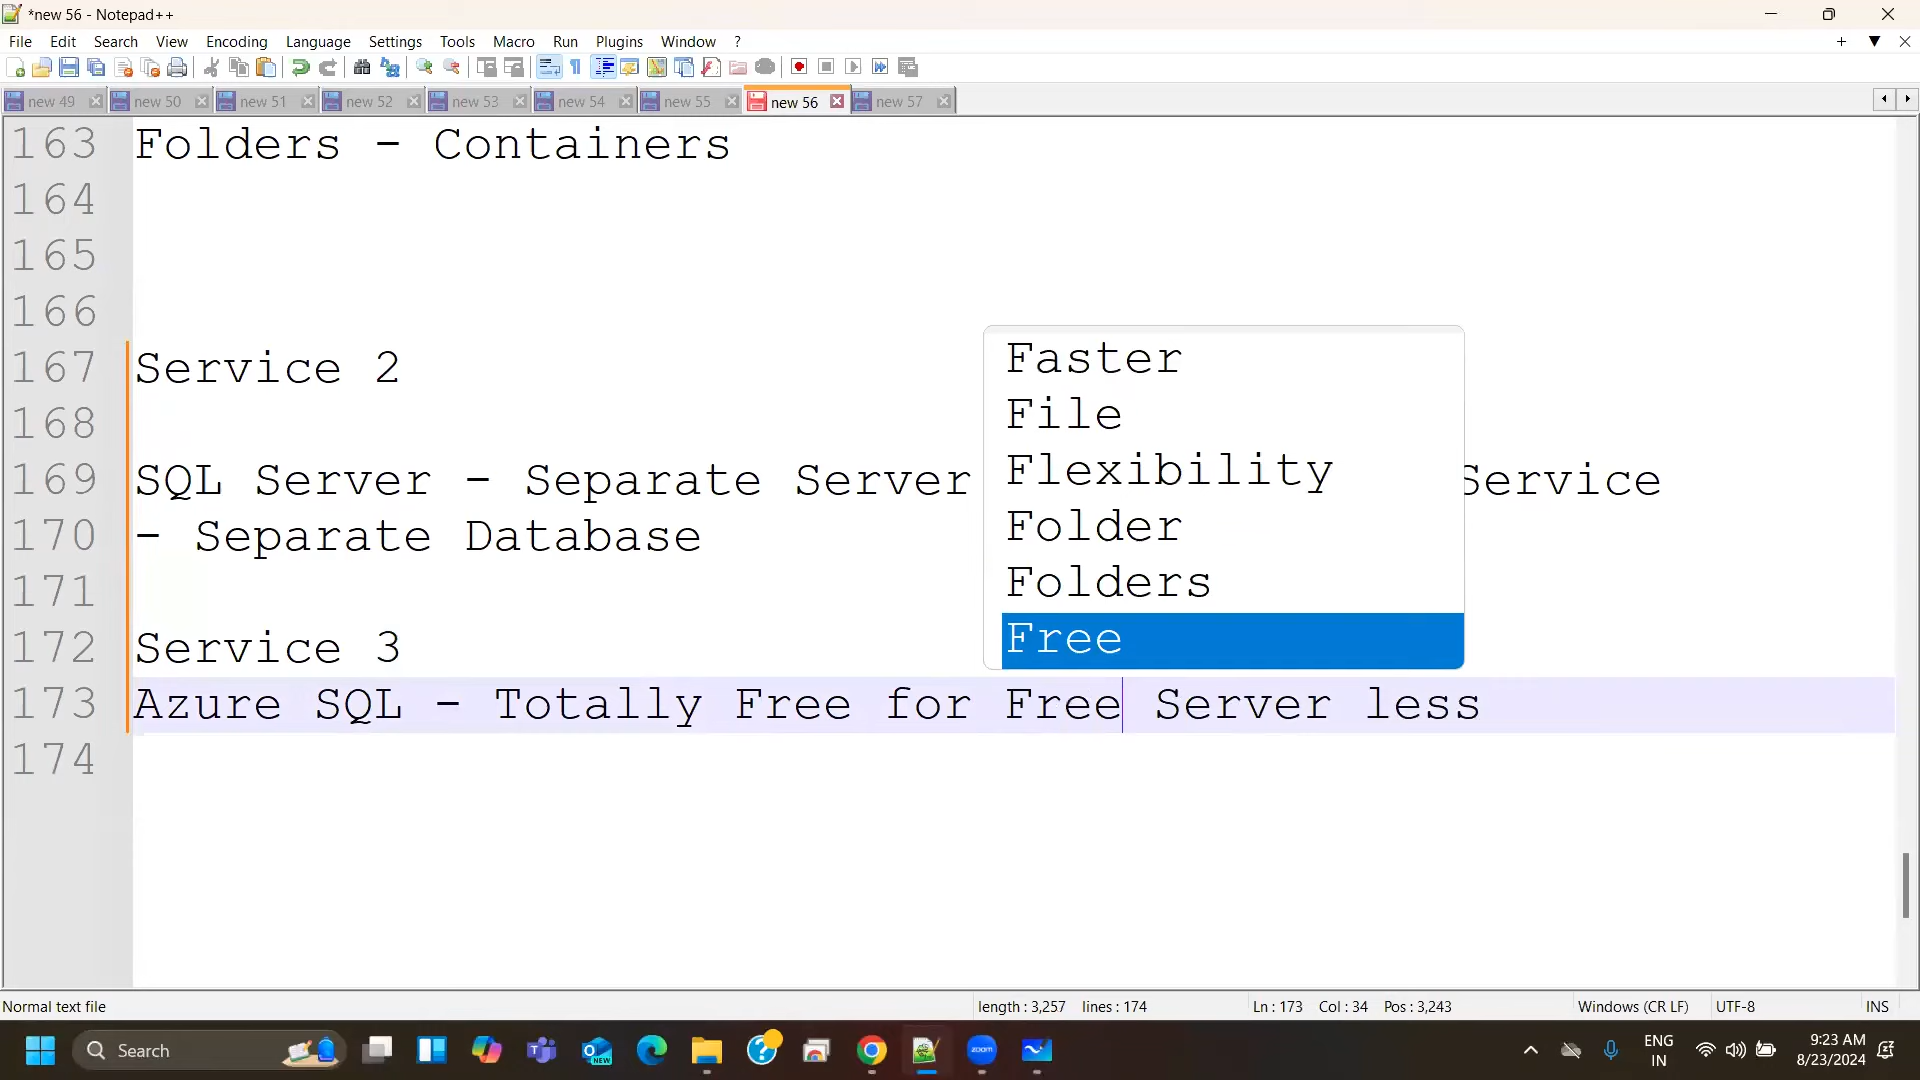 *new 56 - Notepad++
File Edit Search View Encoding Language Settings Tools Macro Run Plugins Window ?
new 49 new 50 new 51 new 52 new 53 new 54 new 55 new 56 new 57
163 Folders - Containers
164
165
166
167 Service 2
168
169 SQL Server - Separate Server Service
170 - Separate Database
171
172 Service 3
173 Azure SQL - Totally Free for Free Server less
174
Faster
File
Flexibility
Folder
Folders
Free
Normal text file length : 3,257 lines : 174 Ln : 173 Col : 34 Pos : 3,243 Windows (CR LF) UTF-8 INS
Search
NEW
zoom
ENG
IN
9:23 AM
8/23/2024